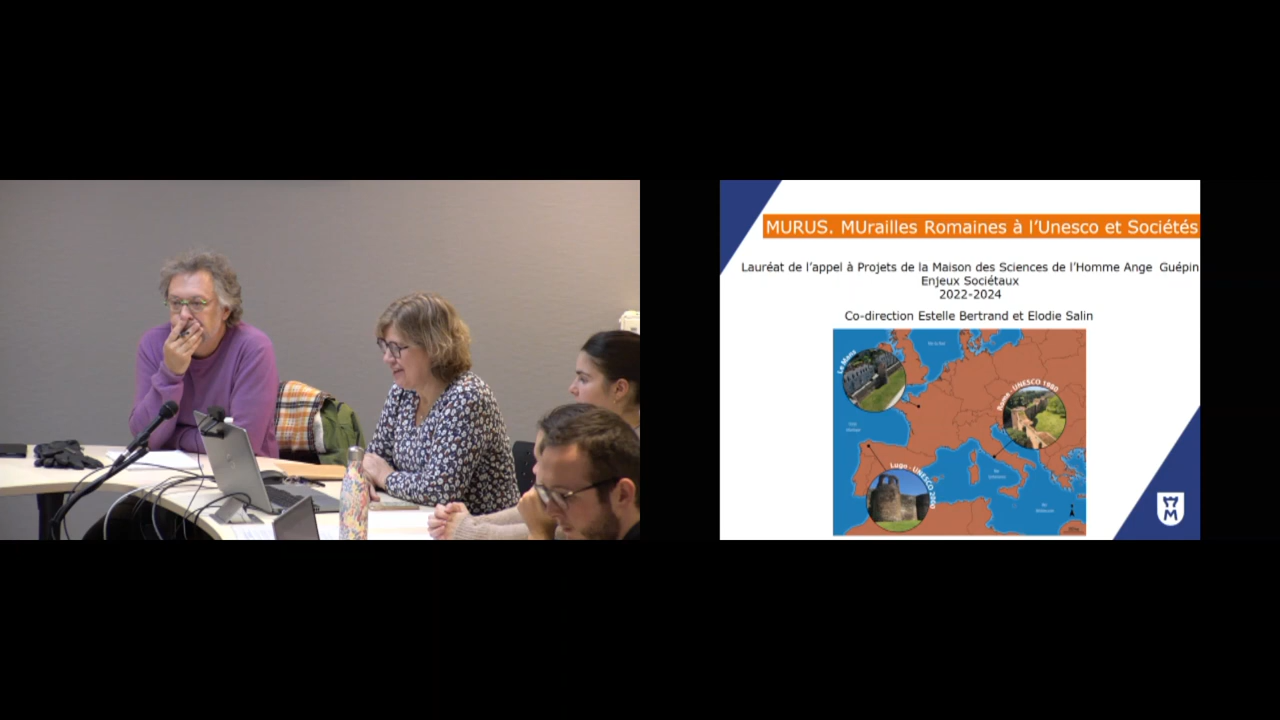 MURUS. MUrailles Romaines à l'Unesco et Sociétés
Lauréat de l'appel à Projets de la Maison des Sciences de l'Homme Ange Guépin
Enjeux Sociétaux
2022-2024
Co-direction Estelle Bertrand et Elodie Salin
Le Mans
Rome - UNESCO 1980
Lugo - UNESCO 2000